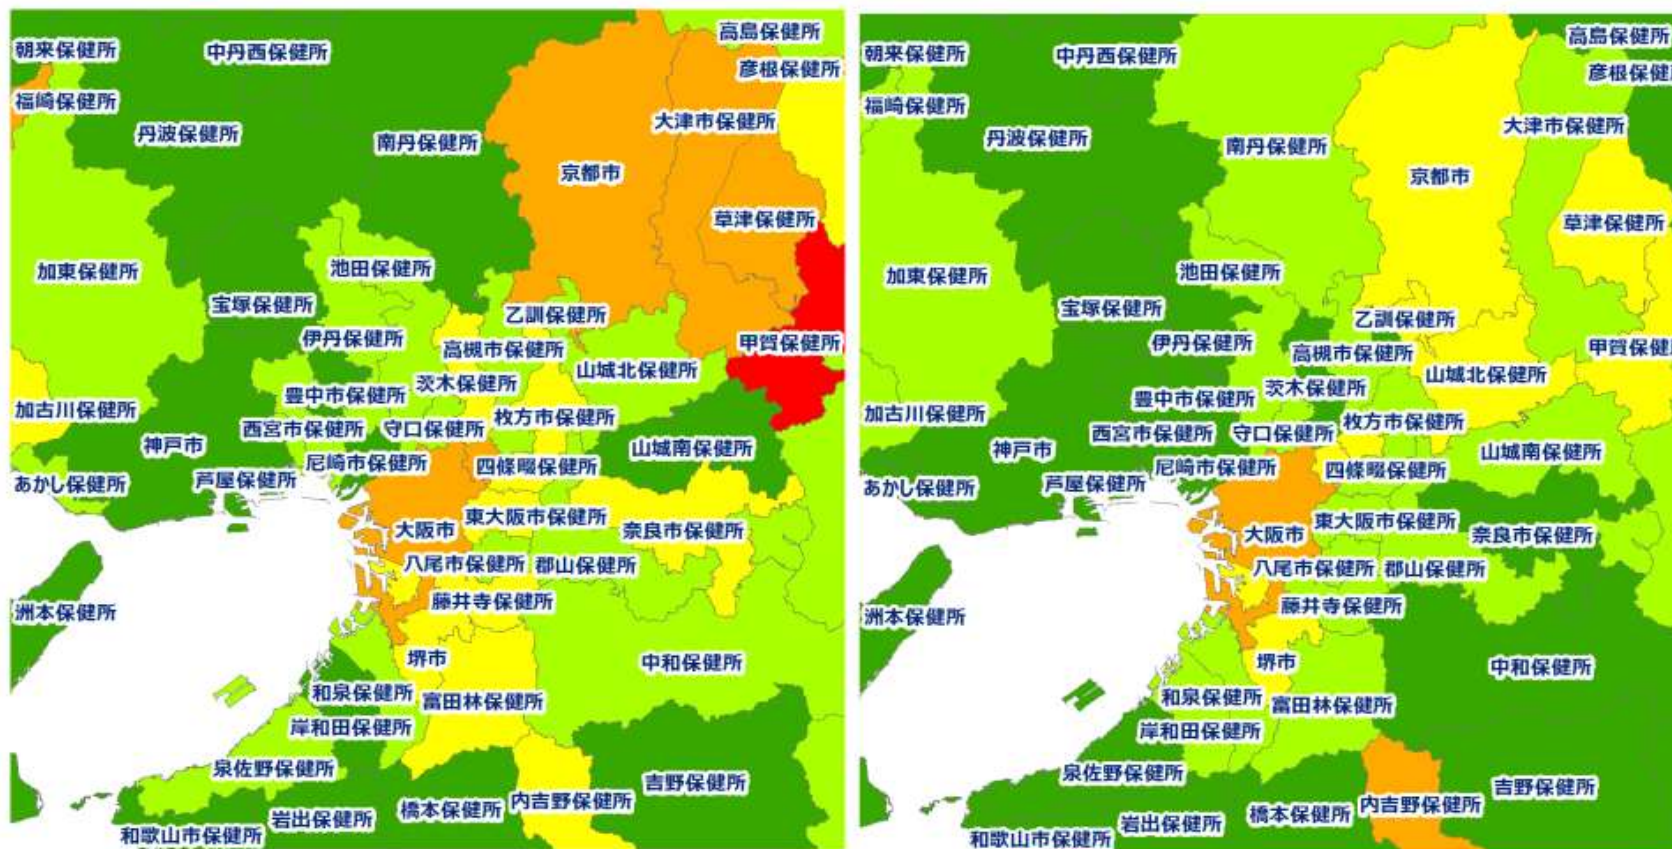 朝来保健所
中丹西保健所
高島保健所
彦根保健所
福崎保健所
丹波保健所
南丹保健所
大津市保健所
京都市
草津保健所
加東保健所
池田保健所
宝塚保健所
乙訓保健所
伊丹保健所
高槻市保健所
甲賀保健所
山城北保健所
茨木保健所
豊中市保健所
加古川保健所
枚方市保健所
西宮市保健所
守口保健所
神戸市
山城南保健所
尼崎市保健所
四條畷保健所
あかし保健所
芦屋保健所
東大阪市保健所
大阪市
奈良市保健所
八尾市保健所
郡山保健所
洲本保健所
藤井寺保健所
堺市
中和保健所
和泉保健所
富田林保健所
岸和田保健所
泉佐野保健所
吉野保健所
内吉野保健所
橋本保健所
岩出保健所
和歌山市保健所
朝来保健所
中丹西保健所
高島保健所
彦根保健
福崎保健所
丹波保健所
南丹保健所
大津市保健所
京都市
草津保健所
加東保健所
池田保健所
宝塚保健所
乙訓保健所
伊丹保健所
高槻市保健所
甲賀保健
山城北保健所
茨木保健所
豊中市保健所
加古川保健所
枚方市保健所
西宮市保健所
守口保健所
神戸市
山城南保健所
尼崎市保健所
四條畷保健所
あかし保健所
芦屋保健所
東大阪市保健所
大阪市
奈良市保健所
八尾市保健所
郡山保健所
洲本保健所
藤井寺保健所
堺市
中和保健所
和泉保健所
富田林保健所
岸和田保健所
泉佐野保健所
吉野保健所
内吉野保健所
橋本保健所
岩出保健所
和歌山市保健所